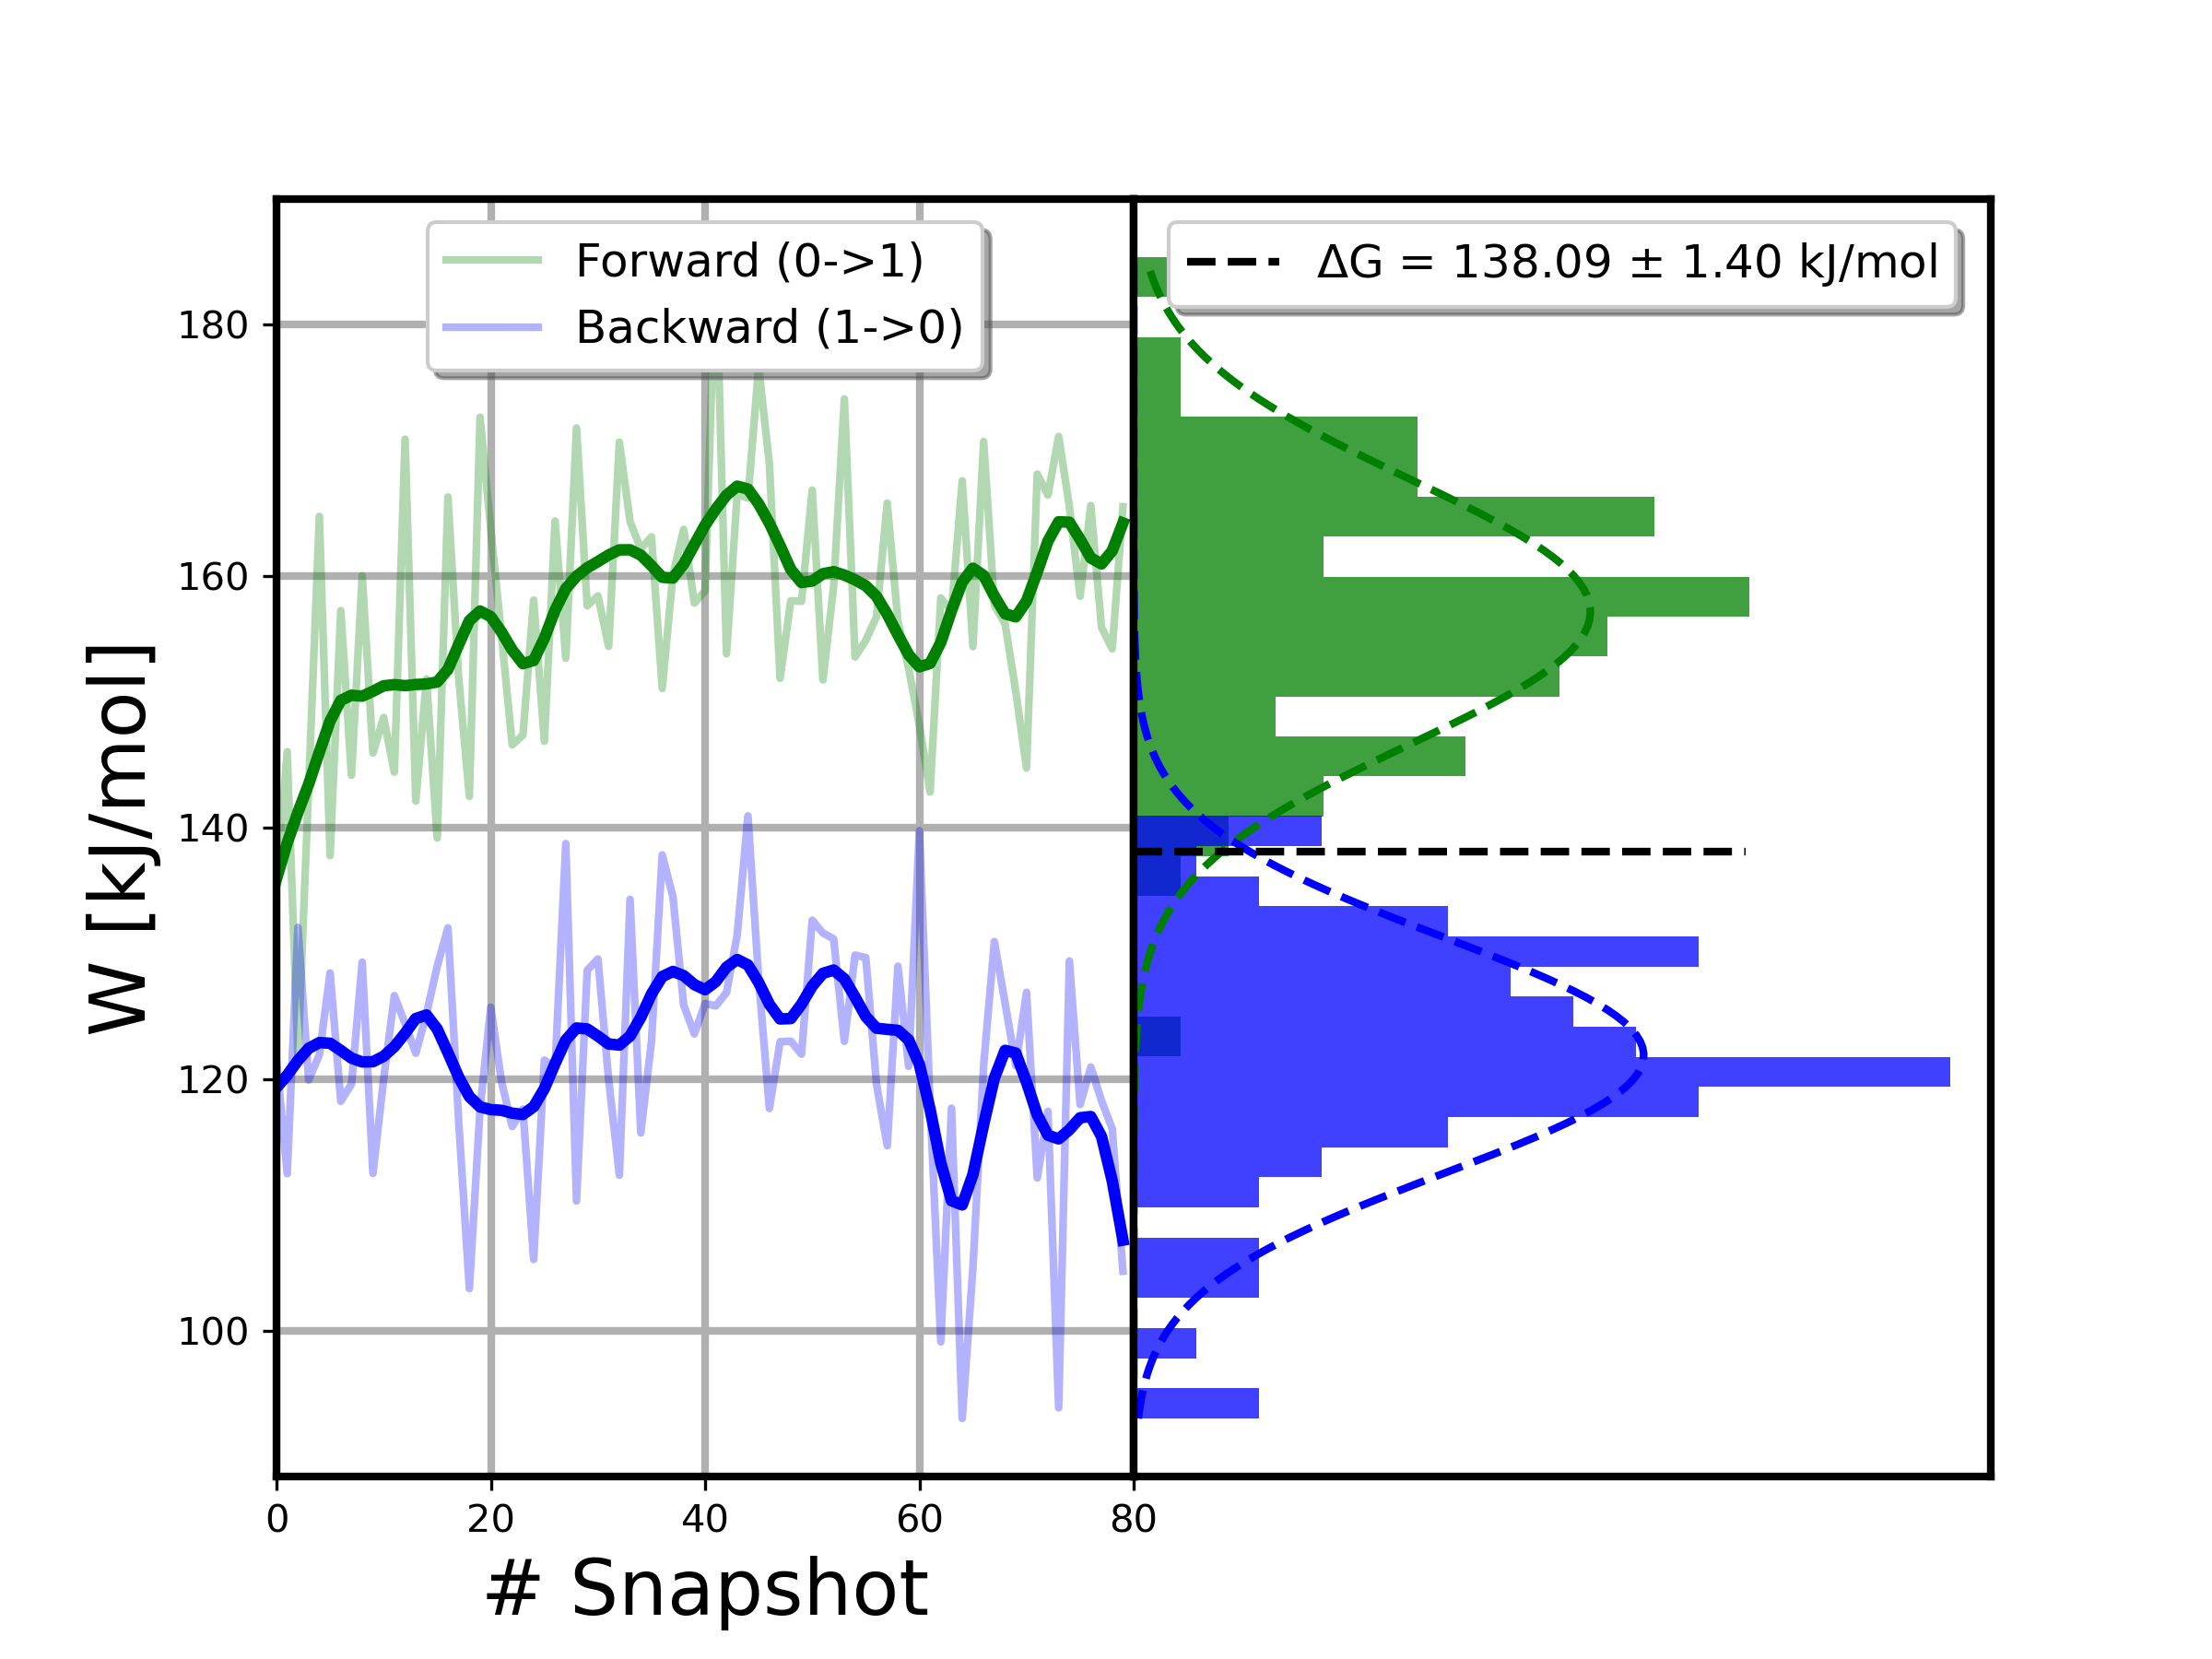 Forward (0->1)
Backward (1->0)
ΔG = 138.09 ± 1.40 kJ/mol
W [kJ/mol]
180
160
140
120
100
0 20 40 60 80
# Snapshot